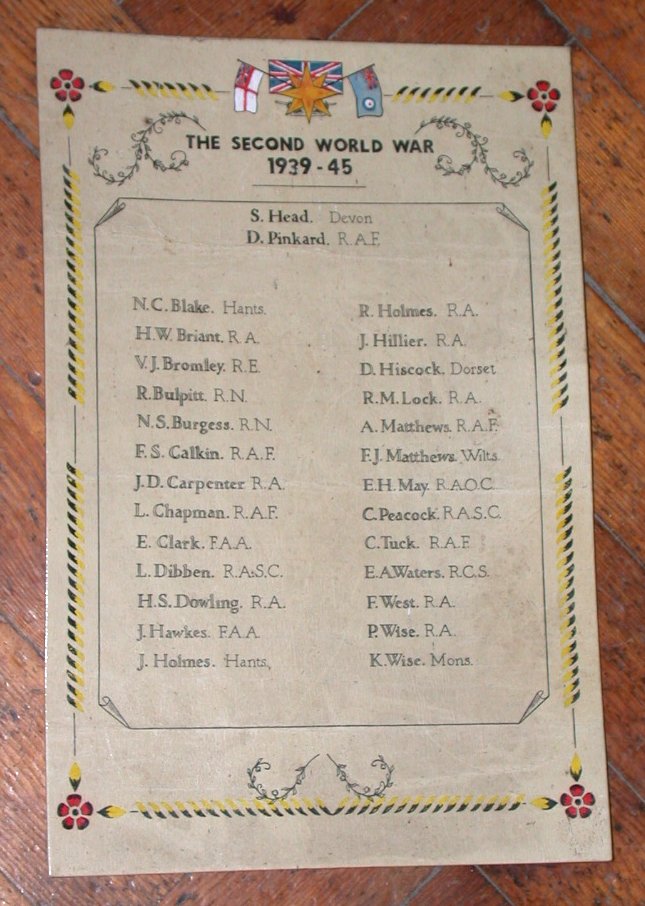 THE SECOND WORLD WAR
1939-45
S. Head. Devon
D. Pinkard. R.A.F.
N.C. Blake. Hants.
H.W. Briant. R.A.
V.J. Bromley. R.E.
R. Bulpitt. R.N.
N.S. Burgess. R.N.
F.S. Calkin. R.A.F.
J.D. Carpenter R.A.
L. Chapman. R.A.F.
E. Clark. F.A.A.
L. Dibben. R.A.S.C.
H.S. Dowling. R.A.
J. Hawkes. F.A.A.
J. Holmes. Hants,
R. Holmes. R.A.
J. Hillier. R.A.
D. Hiscock. Dorset
R.M. Lock. R.A.
A. Matthews. R.A.F.
F.J. Matthews. Wilts.
E.H. May. R.A.O.C.
C. Peacock. R.A.S.C.
C. Tuck. R.A.F.
E.A. Waters. R.C.S.
F. West. R.A.
P. Wise. R.A.
K. Wise. Mons.